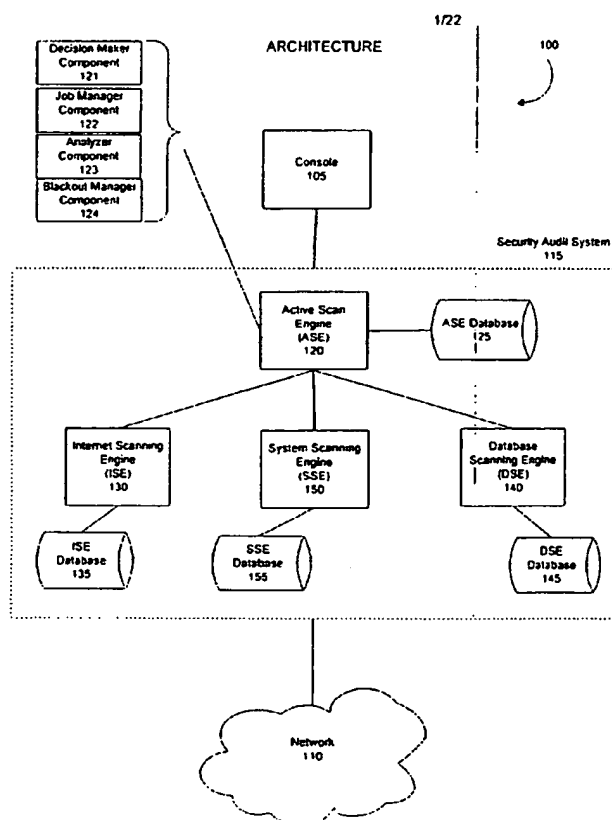 1/22
ARCHITECTURE
100
Decision Maker
Component
121
Job Manager
Component
122
Analyzer
Component
123
Blackout Manager
Component
124
Console
105
Security Audit System
115
Active Scan
Engine
(ASE)
120
ASE Database
125
Internet Scanning
Engine
(ISE)
130
System Scanning
Engine
(SSE)
150
Database
Scanning Engine
(DSE)
140
ISE
Database
135
SSE
Database
155
DSE
Database
145
Network
110